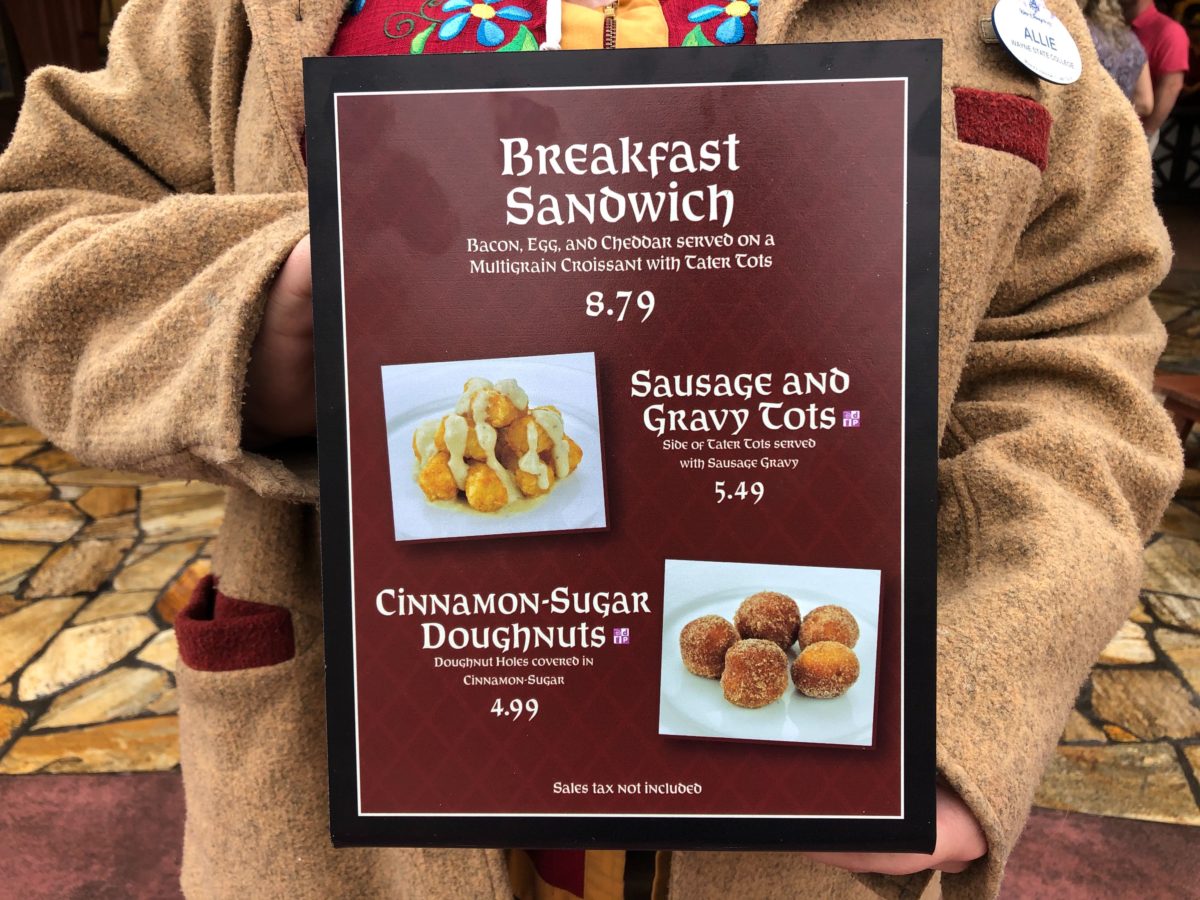 ALLIE
WAYNE STATE COLLEGE
Breakfast
Sandwich
Bacon, Egg, and Cheddar served on a
Multigrain Croissant with Tater Tots
8.79
Sausage and
Gravy Tots
Side of Tater Tots served
with Sausage Gravy
5.49
Cinnamon-Sugar
Doughnuts
Doughnut Holes covered in
Cinnamon-Sugar
4.99
Sales tax not included